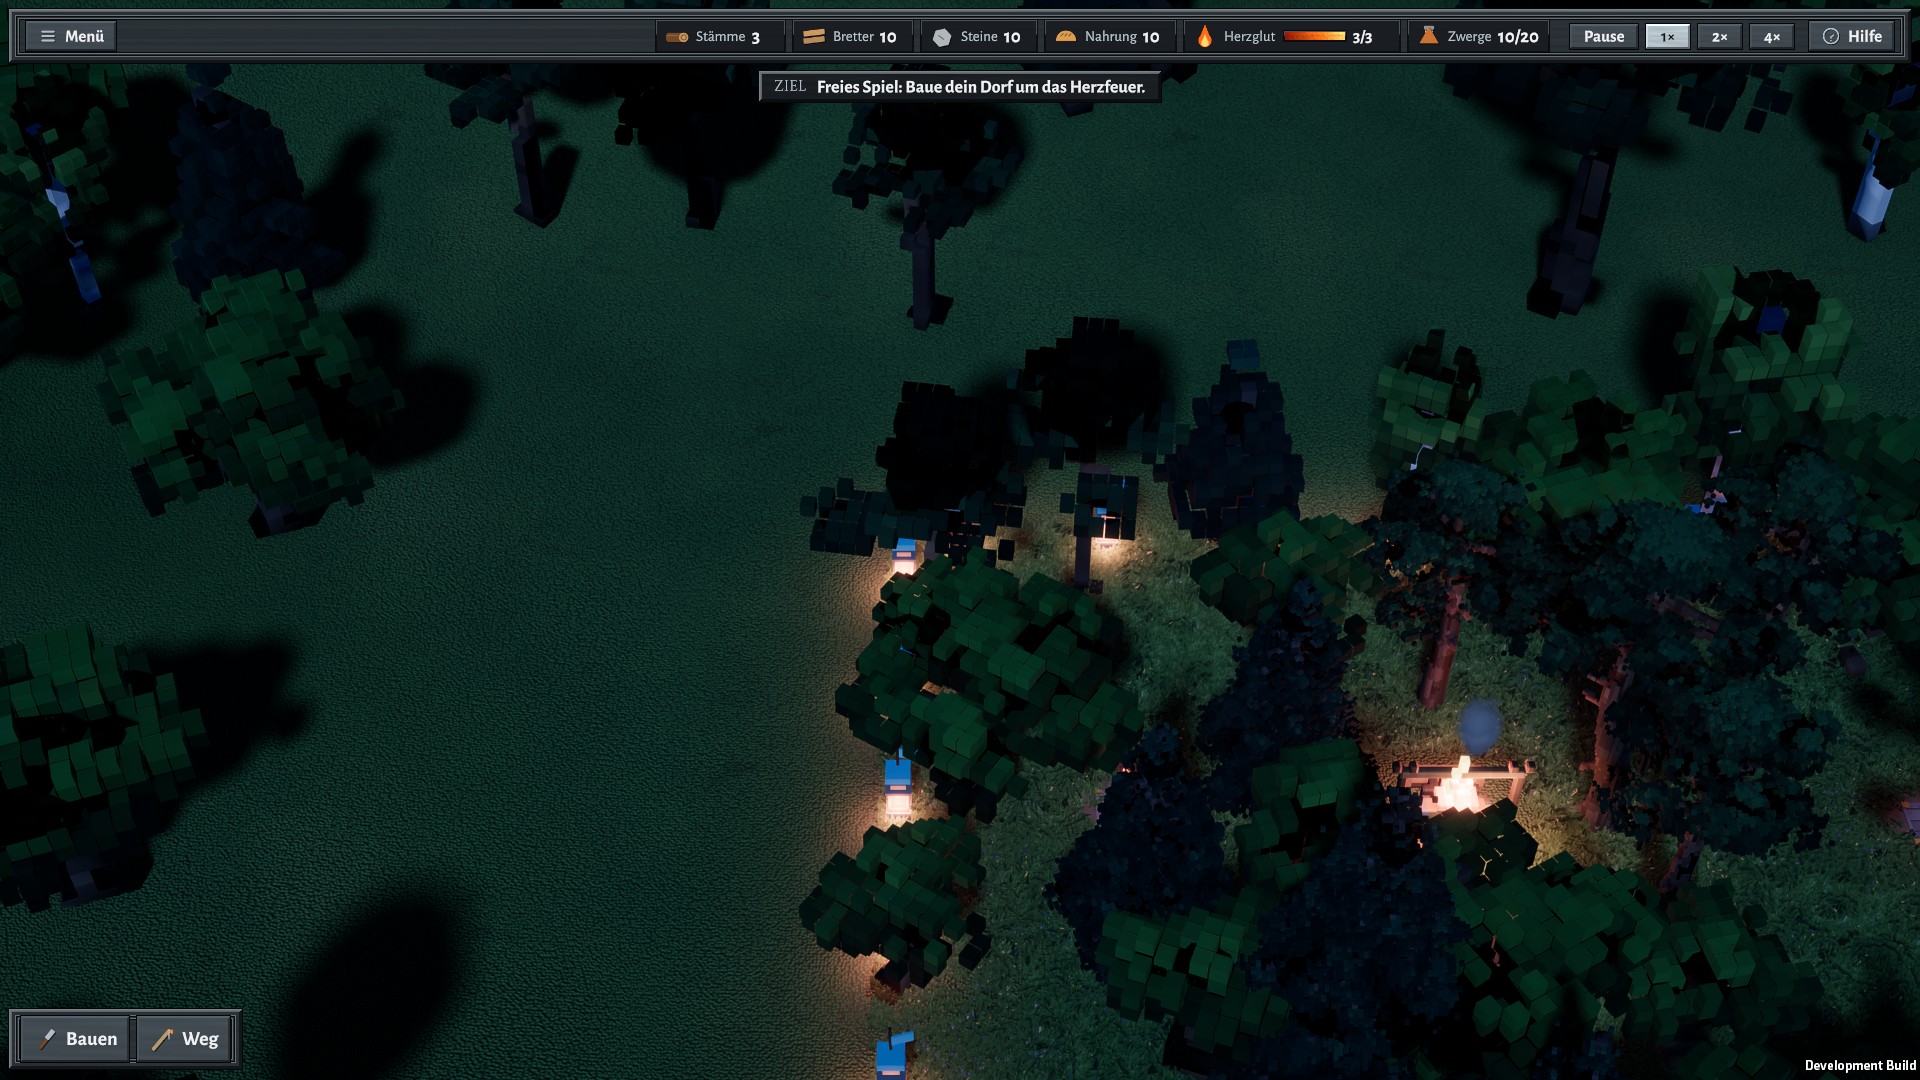 Menü
Stämme 3
Bretter 10
Steine 10
Nahrung 10
Herzglut 3/3
Zwerge 10/20
Pause
1×
2×
4×
Hilfe
ZIEL Freies Spiel: Baue dein Dorf um das Herzfeuer.
Bauen
Weg
Development Build